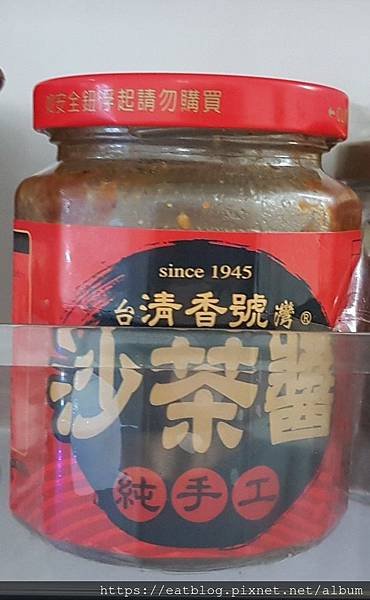 安全鈕浮起請勿購買
since 1945
台清香號灣®
沙茶醬
純手工
https://eatblog.pixnet.net/album